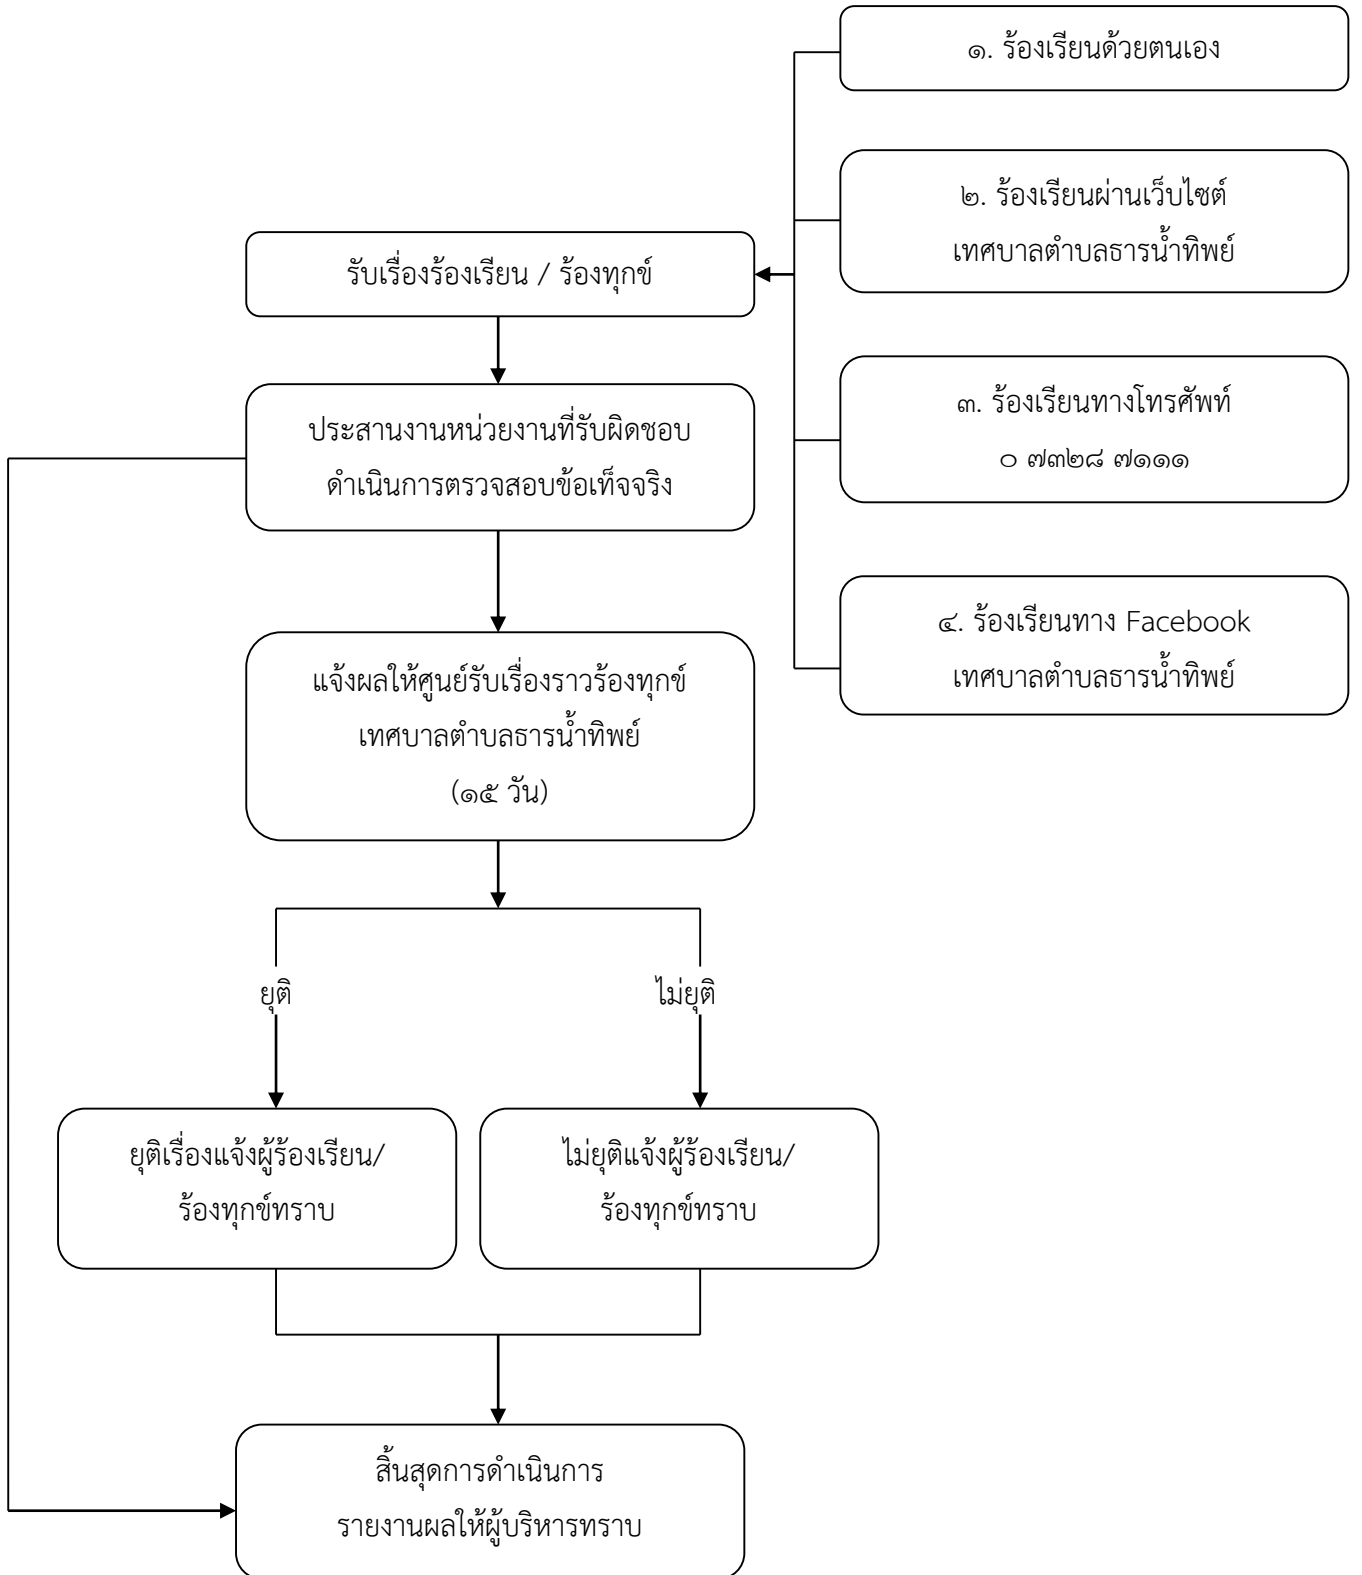 ๑. ร้องเรียนด้วยตนเอง
๒. ร้องเรียนผ่านเว็บไซต์
เทศบาลตำบลธารน้ำทิพย์
รับเรื่องร้องเรียน / ร้องทุกข์
๓. ร้องเรียนทางโทรศัพท์
๐ ๗๓๒๘ ๗๑๑๑
ประสานงานหน่วยงานที่รับผิดชอบ
ดำเนินการตรวจสอบข้อเท็จจริง
๔. ร้องเรียนทาง Facebook
เทศบาลตำบลธารน้ำทิพย์
แจ้งผลให้ศูนย์รับเรื่องราวร้องทุกข์
เทศบาลตำบลธารน้ำทิพย์
(๑๕ วัน)
ยุติ
ไม่ยุติ
ยุติเรื่องแจ้งผู้ร้องเรียน/
ร้องทุกข์ทราบ
ไม่ยุติแจ้งผู้ร้องเรียน/
ร้องทุกข์ทราบ
สิ้นสุดการดำเนินการ
รายงานผลให้ผู้บริหารทราบ